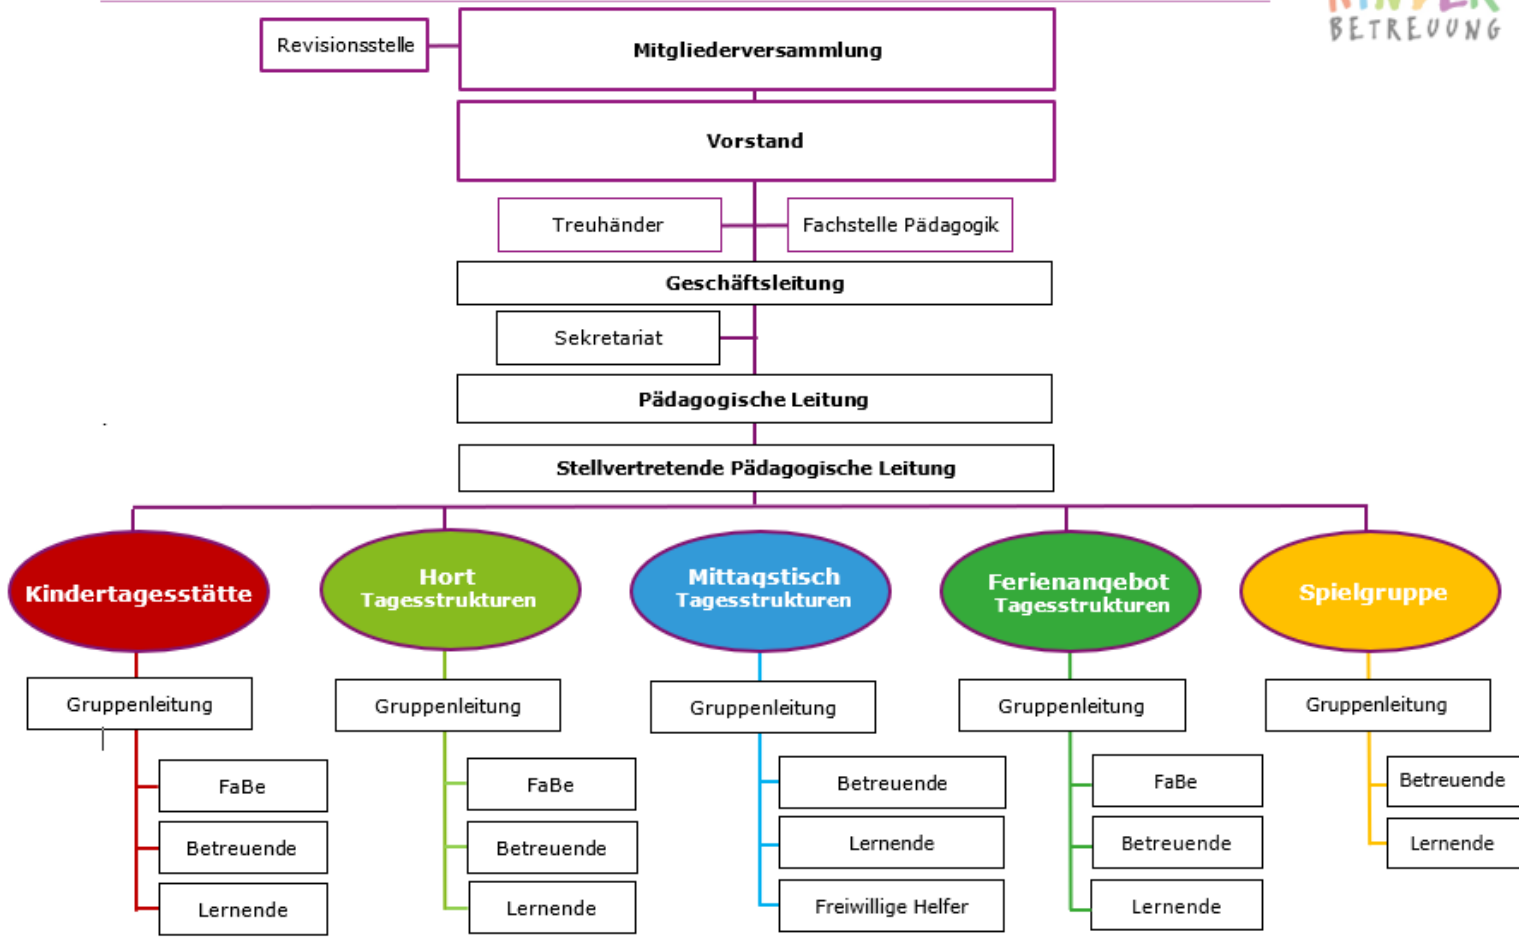 KINDER
BETREUUNG
Revisionsstelle
Mitgliederversammlung
Vorstand
Treuhänder
Fachstelle Pädagogik
Geschäftsleitung
Sekretariat
Pädagogische Leitung
Stellvertretende Pädagogische Leitung
Kindertagesstätte
Hort
Tagesstrukturen
Mittagstisch
Tagesstrukturen
Ferienangebot
Tagesstrukturen
Spielgruppe
Gruppenleitung
Gruppenleitung
Gruppenleitung
Gruppenleitung
Gruppenleitung
FaBe
Betreuende
Lernende
FaBe
Betreuende
Lernende
Betreuende
Lernende
Freiwillige Helfer
FaBe
Betreuende
Lernende
Betreuende
Lernende